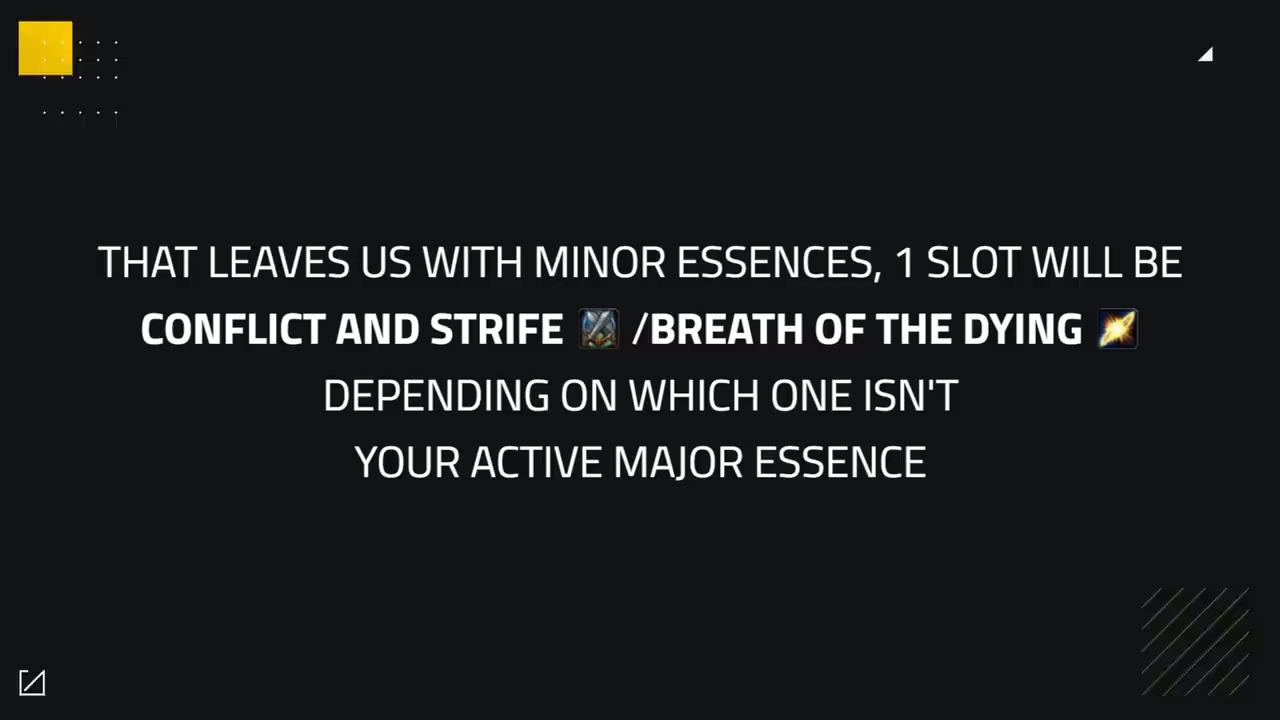 THAT LEAVES US WITH MINOR ESSENCES, 1 SLOT WILL BE
CONFLICT AND STRIFE /BREATH OF THE DYING
DEPENDING ON WHICH ONE ISN'T
YOUR ACTIVE MAJOR ESSENCE